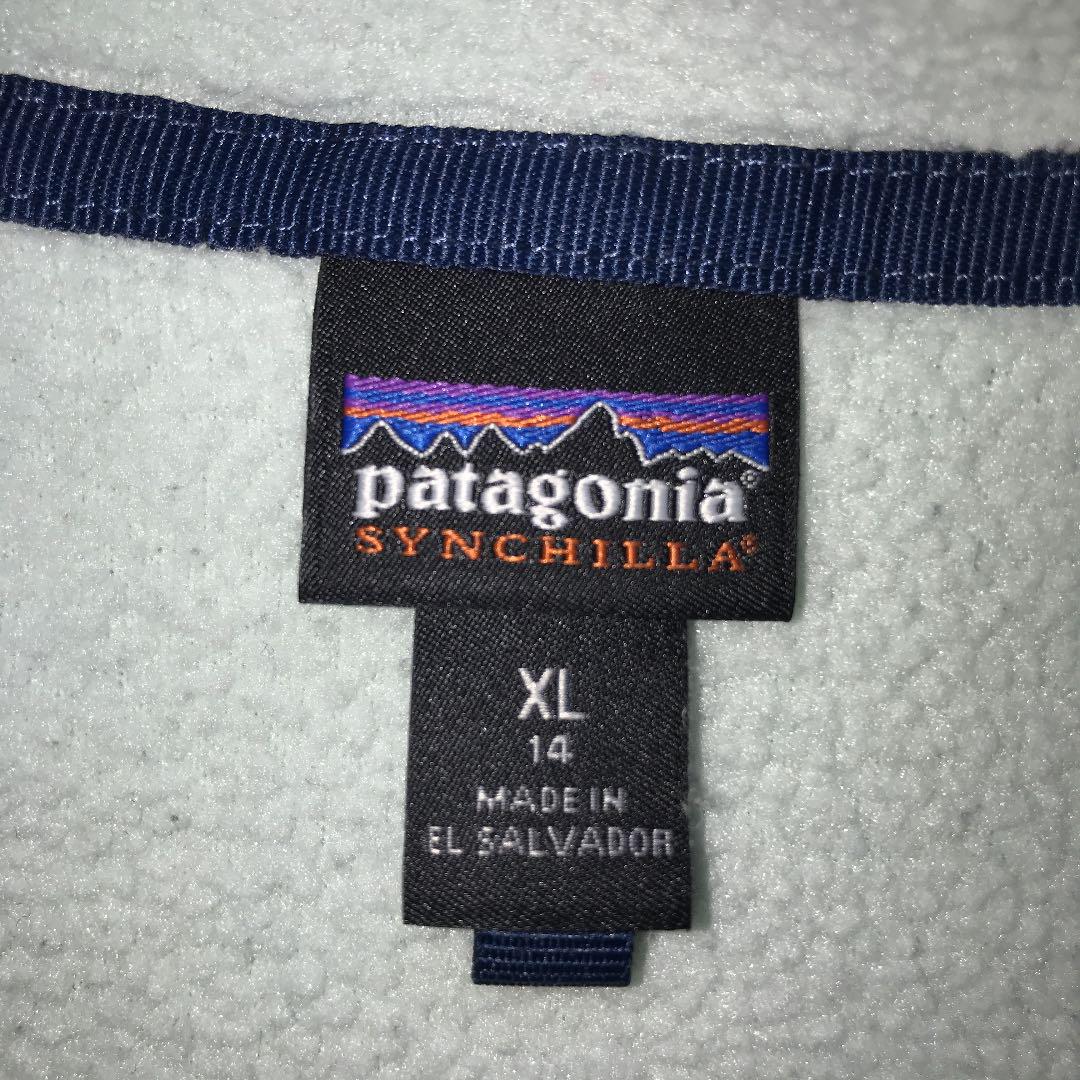 patagonia®
SYNCHILLA®
XL
14
MADE IN
EL SALVADOR